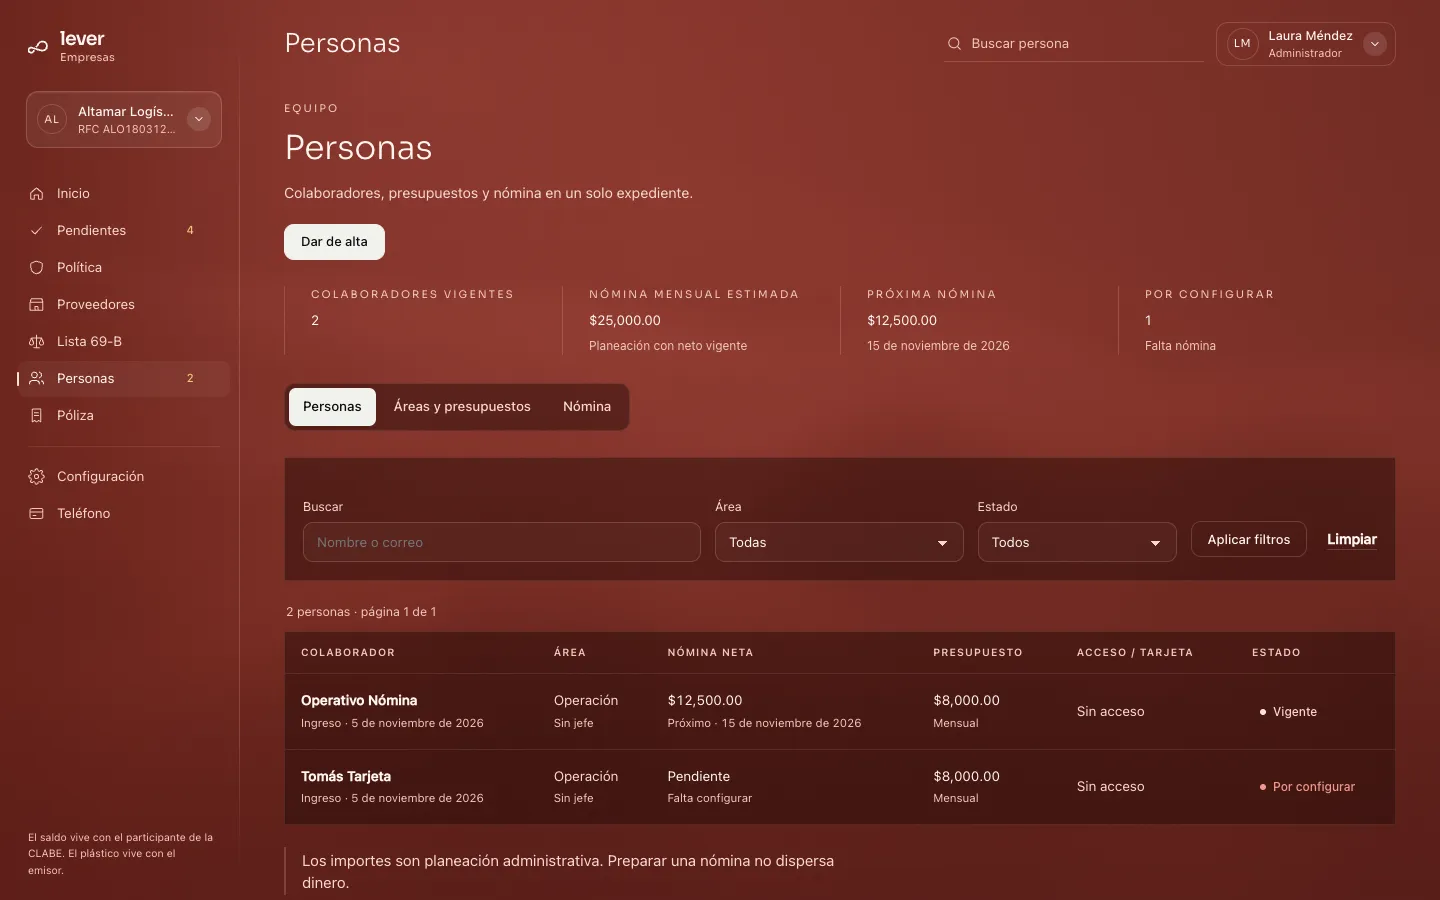 lever
Empresas
AL
Altamar Logís...
RFC ALO180312...
Inicio
Pendientes 4
Política
Proveedores
Lista 69-B
Personas 2
Póliza
Configuración
Teléfono
El saldo vive con el participante de la
CLABE. El plástico vive con el
emisor.
Personas
Buscar persona
LM
Laura Méndez
Administrador
EQUIPO
Personas
Colaboradores, presupuestos y nómina en un solo expediente.
Dar de alta
COLABORADORES VIGENTES
2
NÓMINA MENSUAL ESTIMADA
$25,000.00
Planeación con neto vigente
PRÓXIMA NÓMINA
$12,500.00
15 de noviembre de 2026
POR CONFIGURAR
1
Falta nómina
Personas Áreas y presupuestos Nómina
Buscar
Nombre o correo
Área
Todas
Estado
Todos
Aplicar filtros
Limpiar
2 personas · página 1 de 1
COLABORADOR ÁREA NÓMINA NETA PRESUPUESTO ACCESO / TARJETA ESTADO
Operativo Nómina Operación $12,500.00 $8,000.00 Sin acceso Vigente
Ingreso · 5 de noviembre de 2026 Sin jefe Próximo · 15 de noviembre de 2026 Mensual
Tomás Tarjeta Operación Pendiente $8,000.00 Sin acceso Por configurar
Ingreso · 5 de noviembre de 2026 Sin jefe Falta configurar Mensual
Los importes son planeación administrativa. Preparar una nómina no dispersa
dinero.